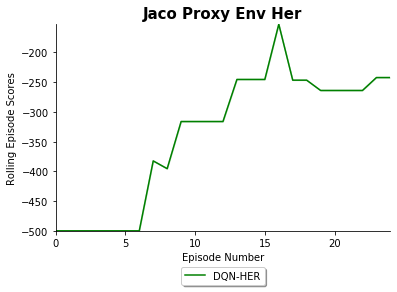 Jaco Proxy Env Her
Rolling Episode Scores
−200
−250
−300
−350
−400
−450
−500
0 5 10 15 20
Episode Number
DQN-HER